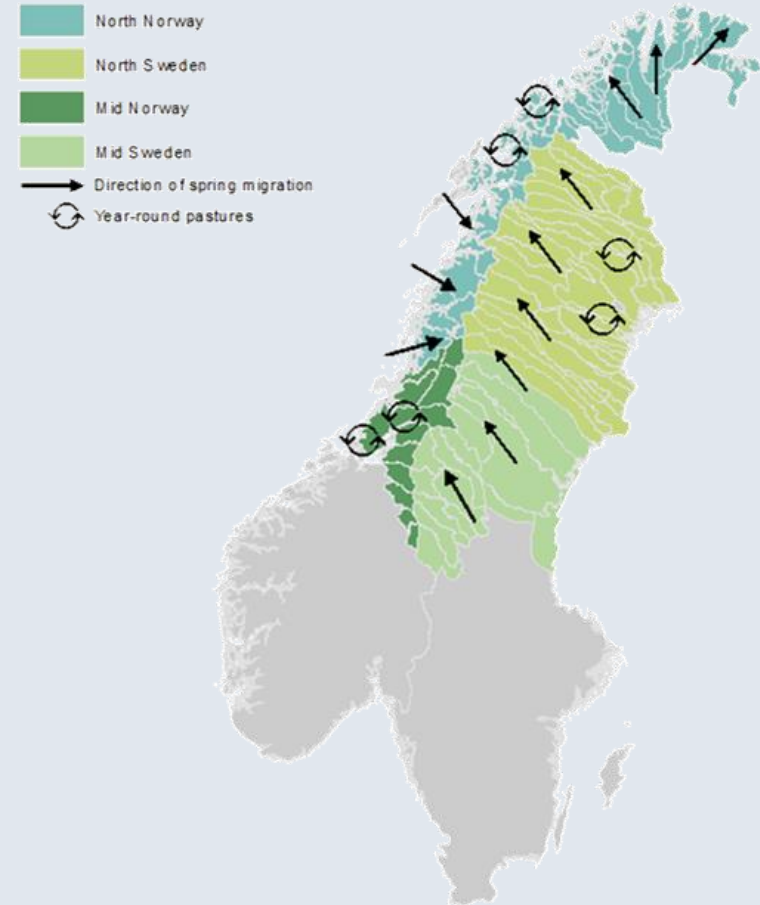 North Norway
North Sweden
Mid Norway
Mid Sweden
Direction of spring migration
Year-round pastures